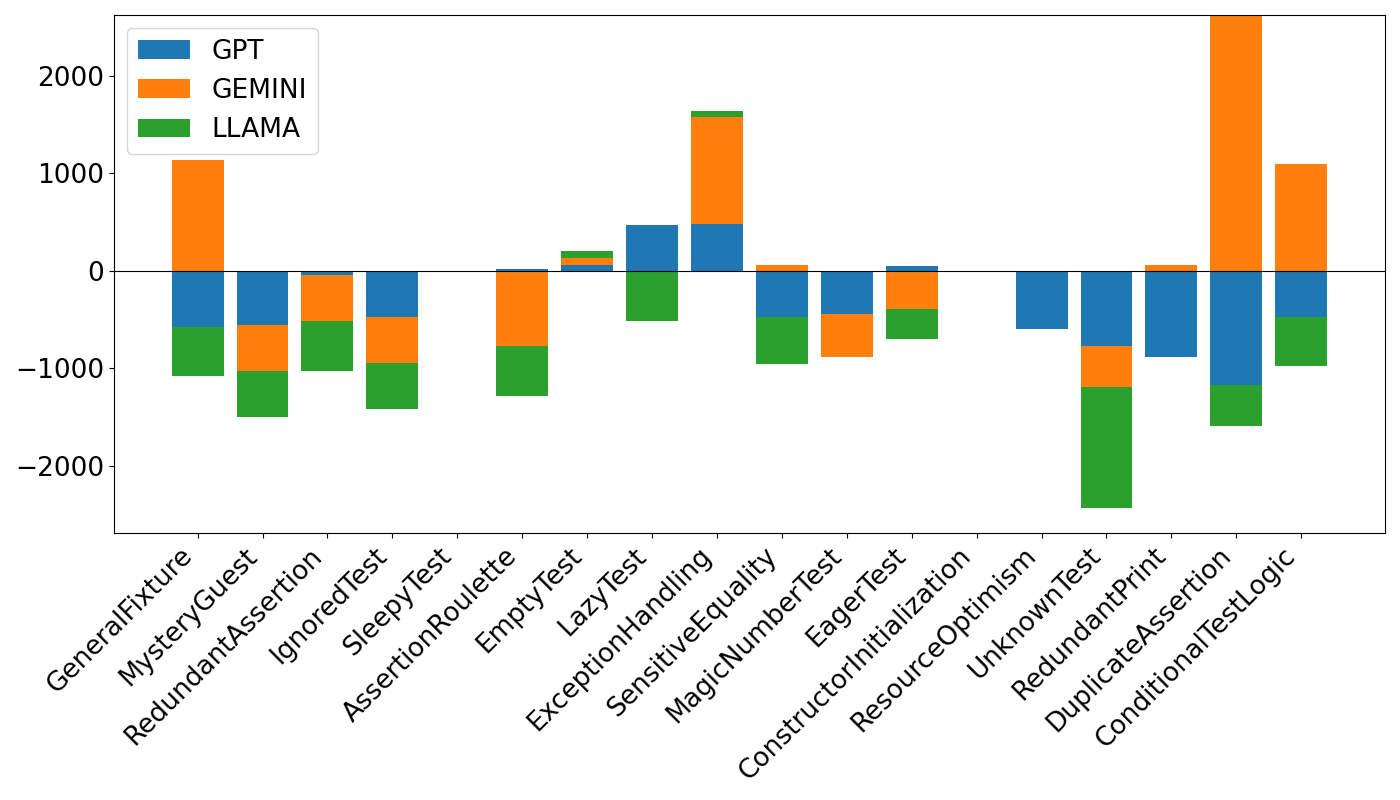 GPT
GEMINI
LLAMA
2000
1000
0
−1000
−2000
GeneralFixture
MysteryGuest
RedundantAssertion
IgnoredTest
SleepyTest
AssertionRoulette
EmptyTest
LazyTest
ExceptionHandling
SensitiveEquality
MagicNumberTest
EagerTest
ConstructorInitialization
ResourceOptimism
UnknownTest
RedundantPrint
DuplicateAssertion
ConditionalTestLogic